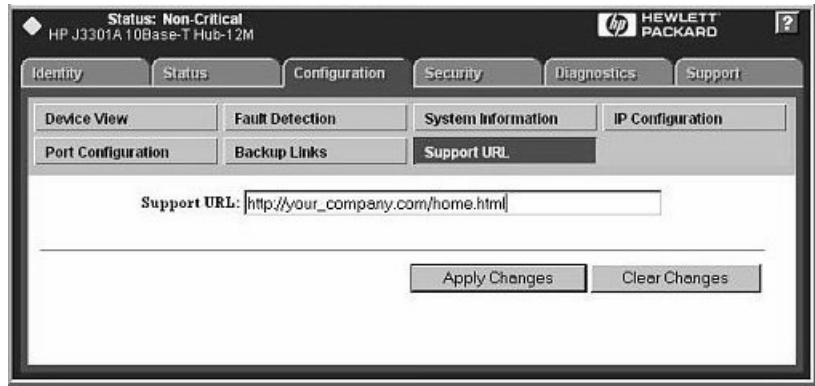 Status: Non-Critical
HP J3301A 10Base-T Hub-12M
hp HEWLETT
PACKARD
?
Identity Status Configuration Security Diagnostics Support
Device View Fault Detection System Information IP Configuration
Port Configuration Backup Links Support URL
Support URL: http://your_company.com/home.html
Apply Changes Clear Changes